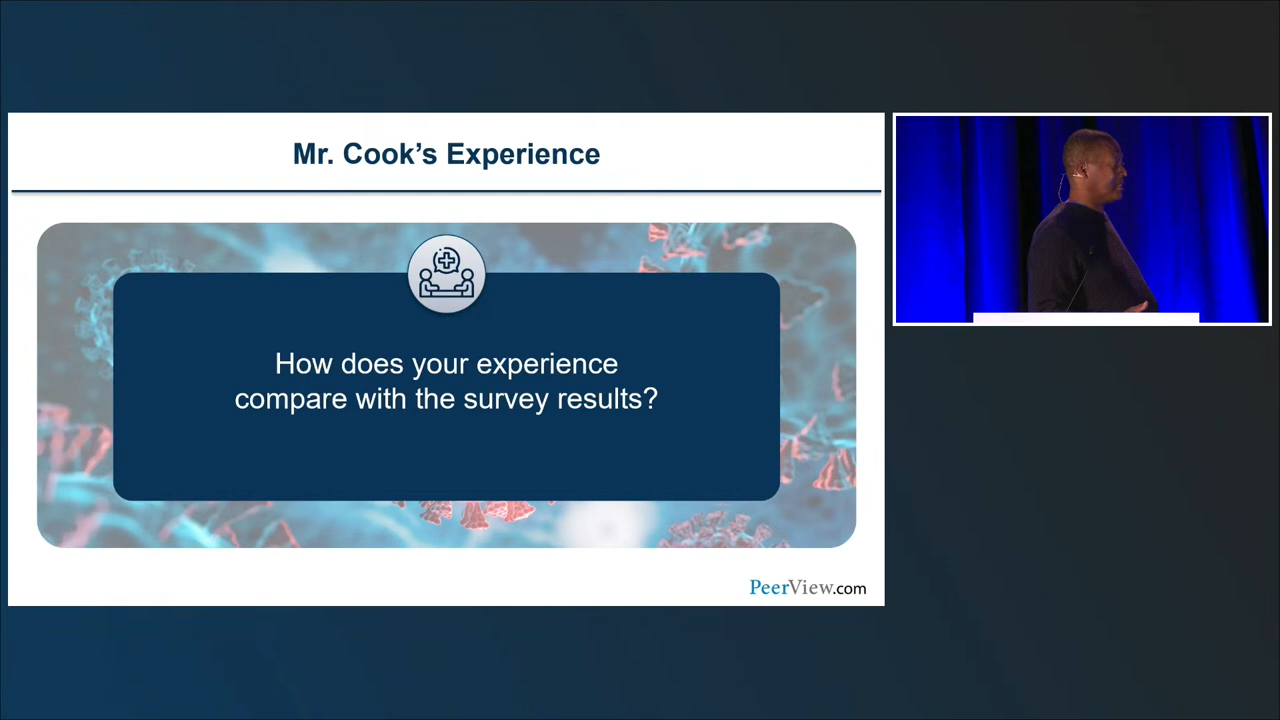 Mr. Cook’s Experience
How does your experience
compare with the survey results?
PeerView.com